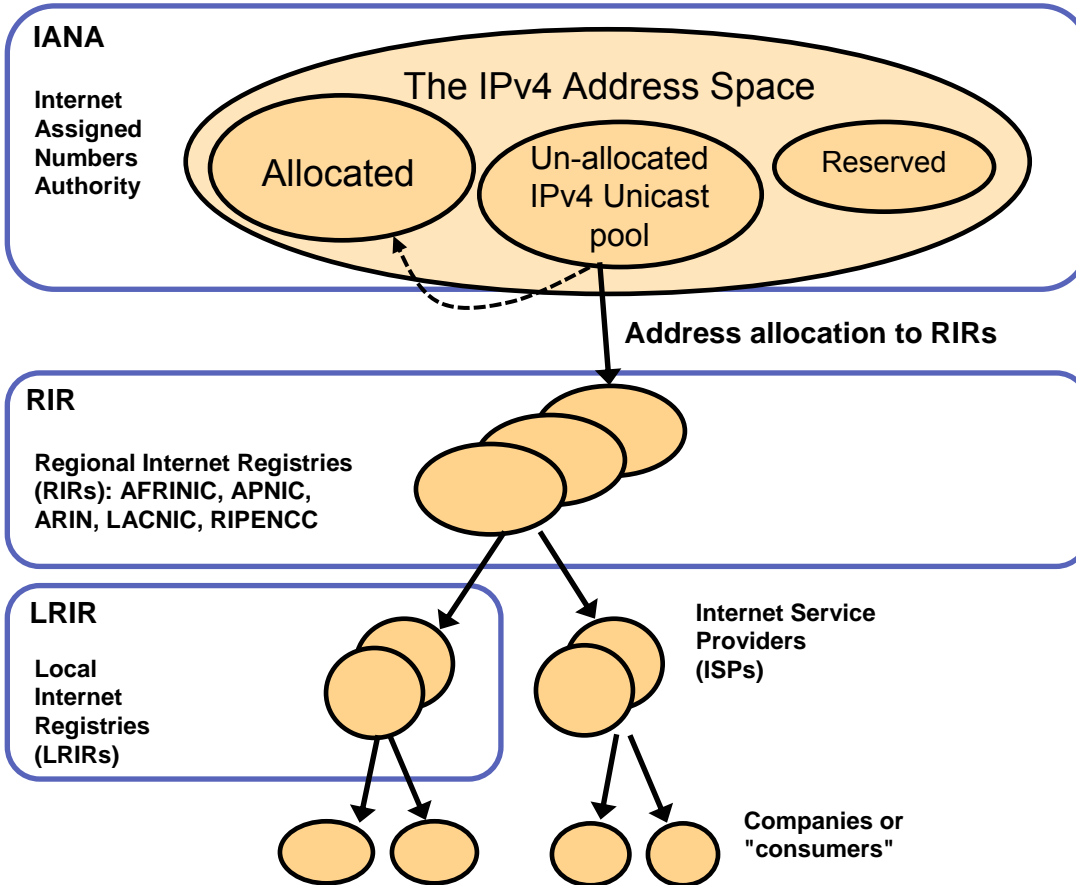 IANA
Internet
Assigned
Numbers
Authority
The IPv4 Address Space
Allocated
Un-allocated
IPv4 Unicast
pool
Reserved
Address allocation to RIRs
RIR
Regional Internet Registries
(RIRs): AFRINIC, APNIC,
ARIN, LACNIC, RIPENCC
LRIR
Local
Internet
Registries
(LRIRs)
Internet Service
Providers
(ISPs)
Companies or
"consumers"